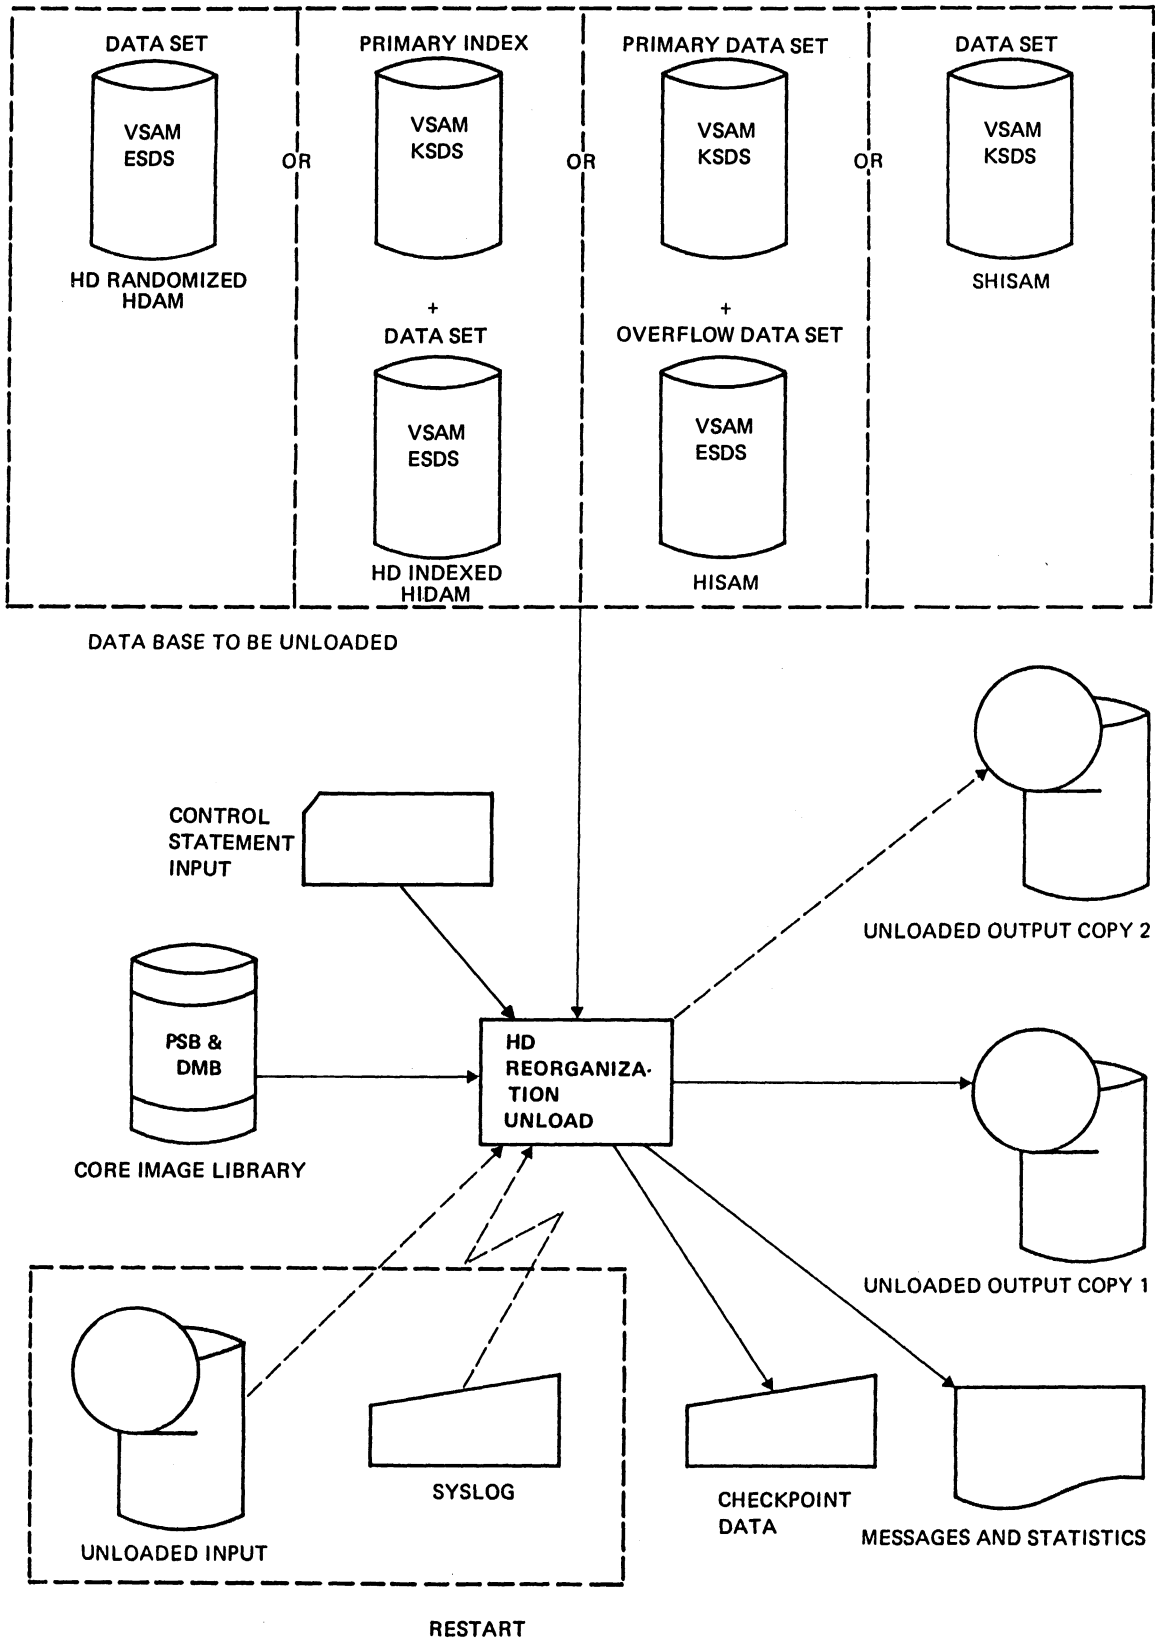 DATA SET
PRIMARY INDEX
PRIMARY DATA SET
DATA SET
VSAM
ESDS
VSAM
KSDS
VSAM
KSDS
VSAM
KSDS
OR
OR
OR
HD RANDOMIZED
HDAM
SHISAM
+
DATA SET
+
OVERFLOW DATA SET
VSAM
ESDS
VSAM
ESDS
HD INDEXED
HIDAM
HISAM
DATA BASE TO BE UNLOADED
CONTROL
STATEMENT
INPUT
UNLOADED OUTPUT COPY 2
PSB &
DMB
HD
REORGANIZA-
TION
UNLOAD
CORE IMAGE LIBRARY
UNLOADED OUTPUT COPY 1
SYSLOG
CHECKPOINT
DATA
MESSAGES AND STATISTICS
UNLOADED INPUT
RESTART